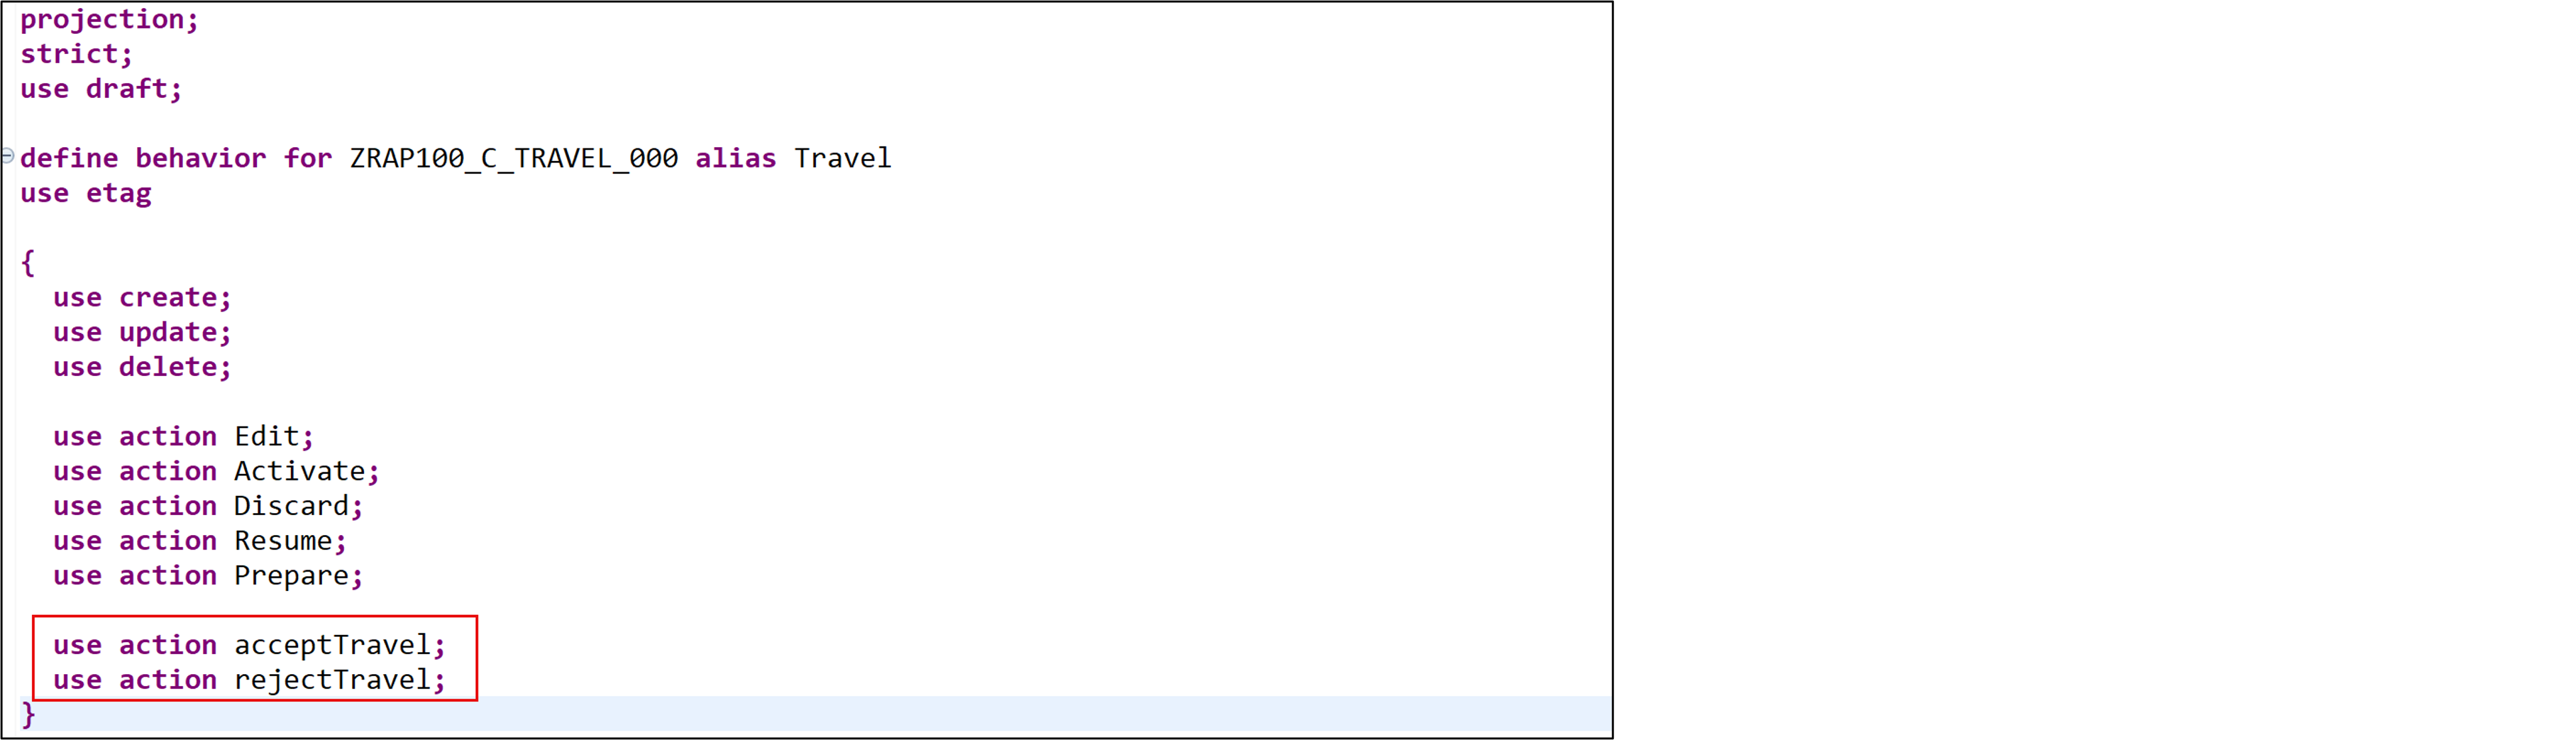 projection;
strict;
use draft;
define behavior for ZRAP100_C_TRAVEL_000 alias Travel
use etag
{
use create;
use update;
use delete;
use action Edit;
use action Activate;
use action Discard;
use action Resume;
use action Prepare;
use action acceptTravel;
use action rejectTravel;
}